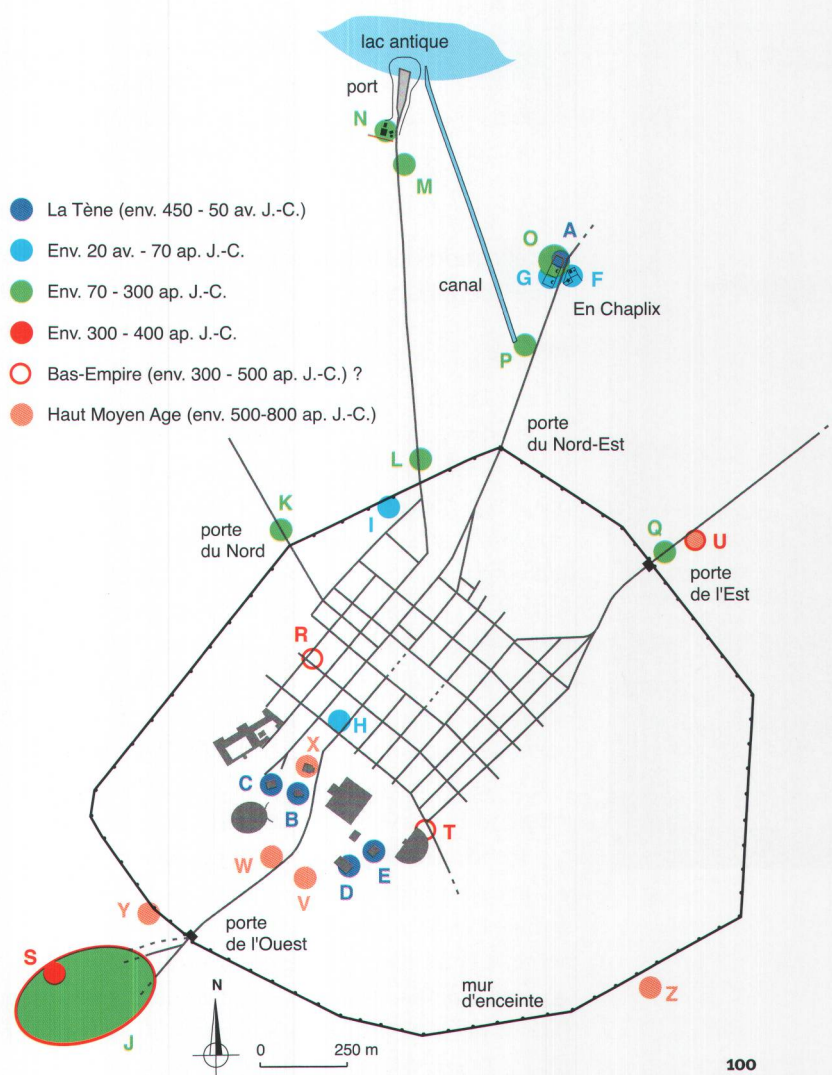 lac antique
port
N
M
La Tène (env. 450 - 50 av. J.-C.)
Env. 20 av. - 70 ap. J.-C.
Env. 70 - 300 ap. J.-C.
Env. 300 - 400 ap. J.-C.
Bas-Empire (env. 300 - 500 ap. J.-C.) ?
Haut Moyen Age (env. 500-800 ap. J.-C.)
O
A
G
F
canal
En Chaplix
P
porte
du Nord-Est
L
K
I
porte
du Nord
Q
U
porte
de l'Est
R
H
X
C
B
T
W
V
D
E
Y
porte
de l'Ouest
S
J
N
mur
d'enceinte
Z
0
250 m
100